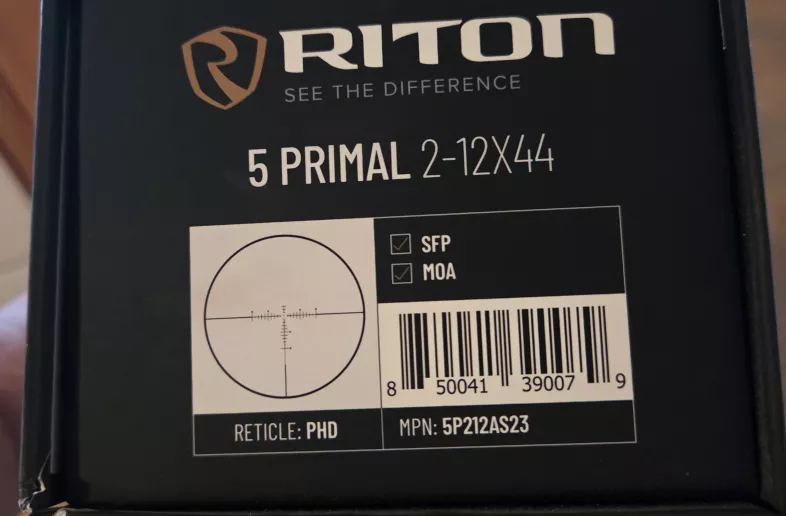 RITON
SEE THE DIFFERENCE
5 PRIMAL 2-12X44
SFP
MOA
8 50041 39007 9
RETICLE: PHD
MPN: 5P212AS23